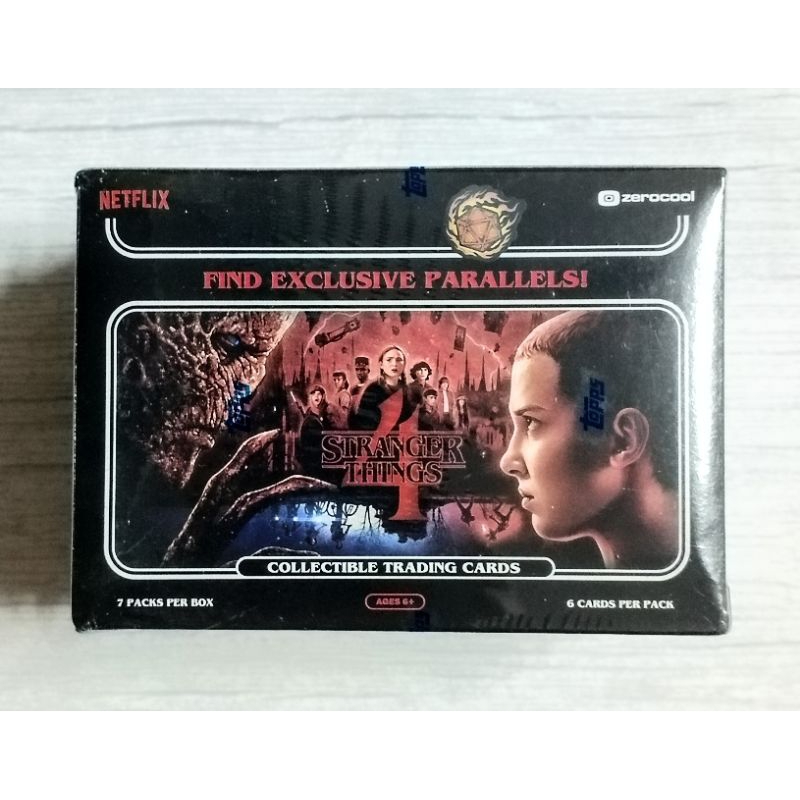 topps
NETFLIX
zerocool
FIND EXCLUSIVE PARALLELS!
topps
topps
4
STRANGER
THINGS
COLLECTIBLE TRADING CARDS
7 PACKS PER BOX
AGES 6+
6 CARDS PER PACK